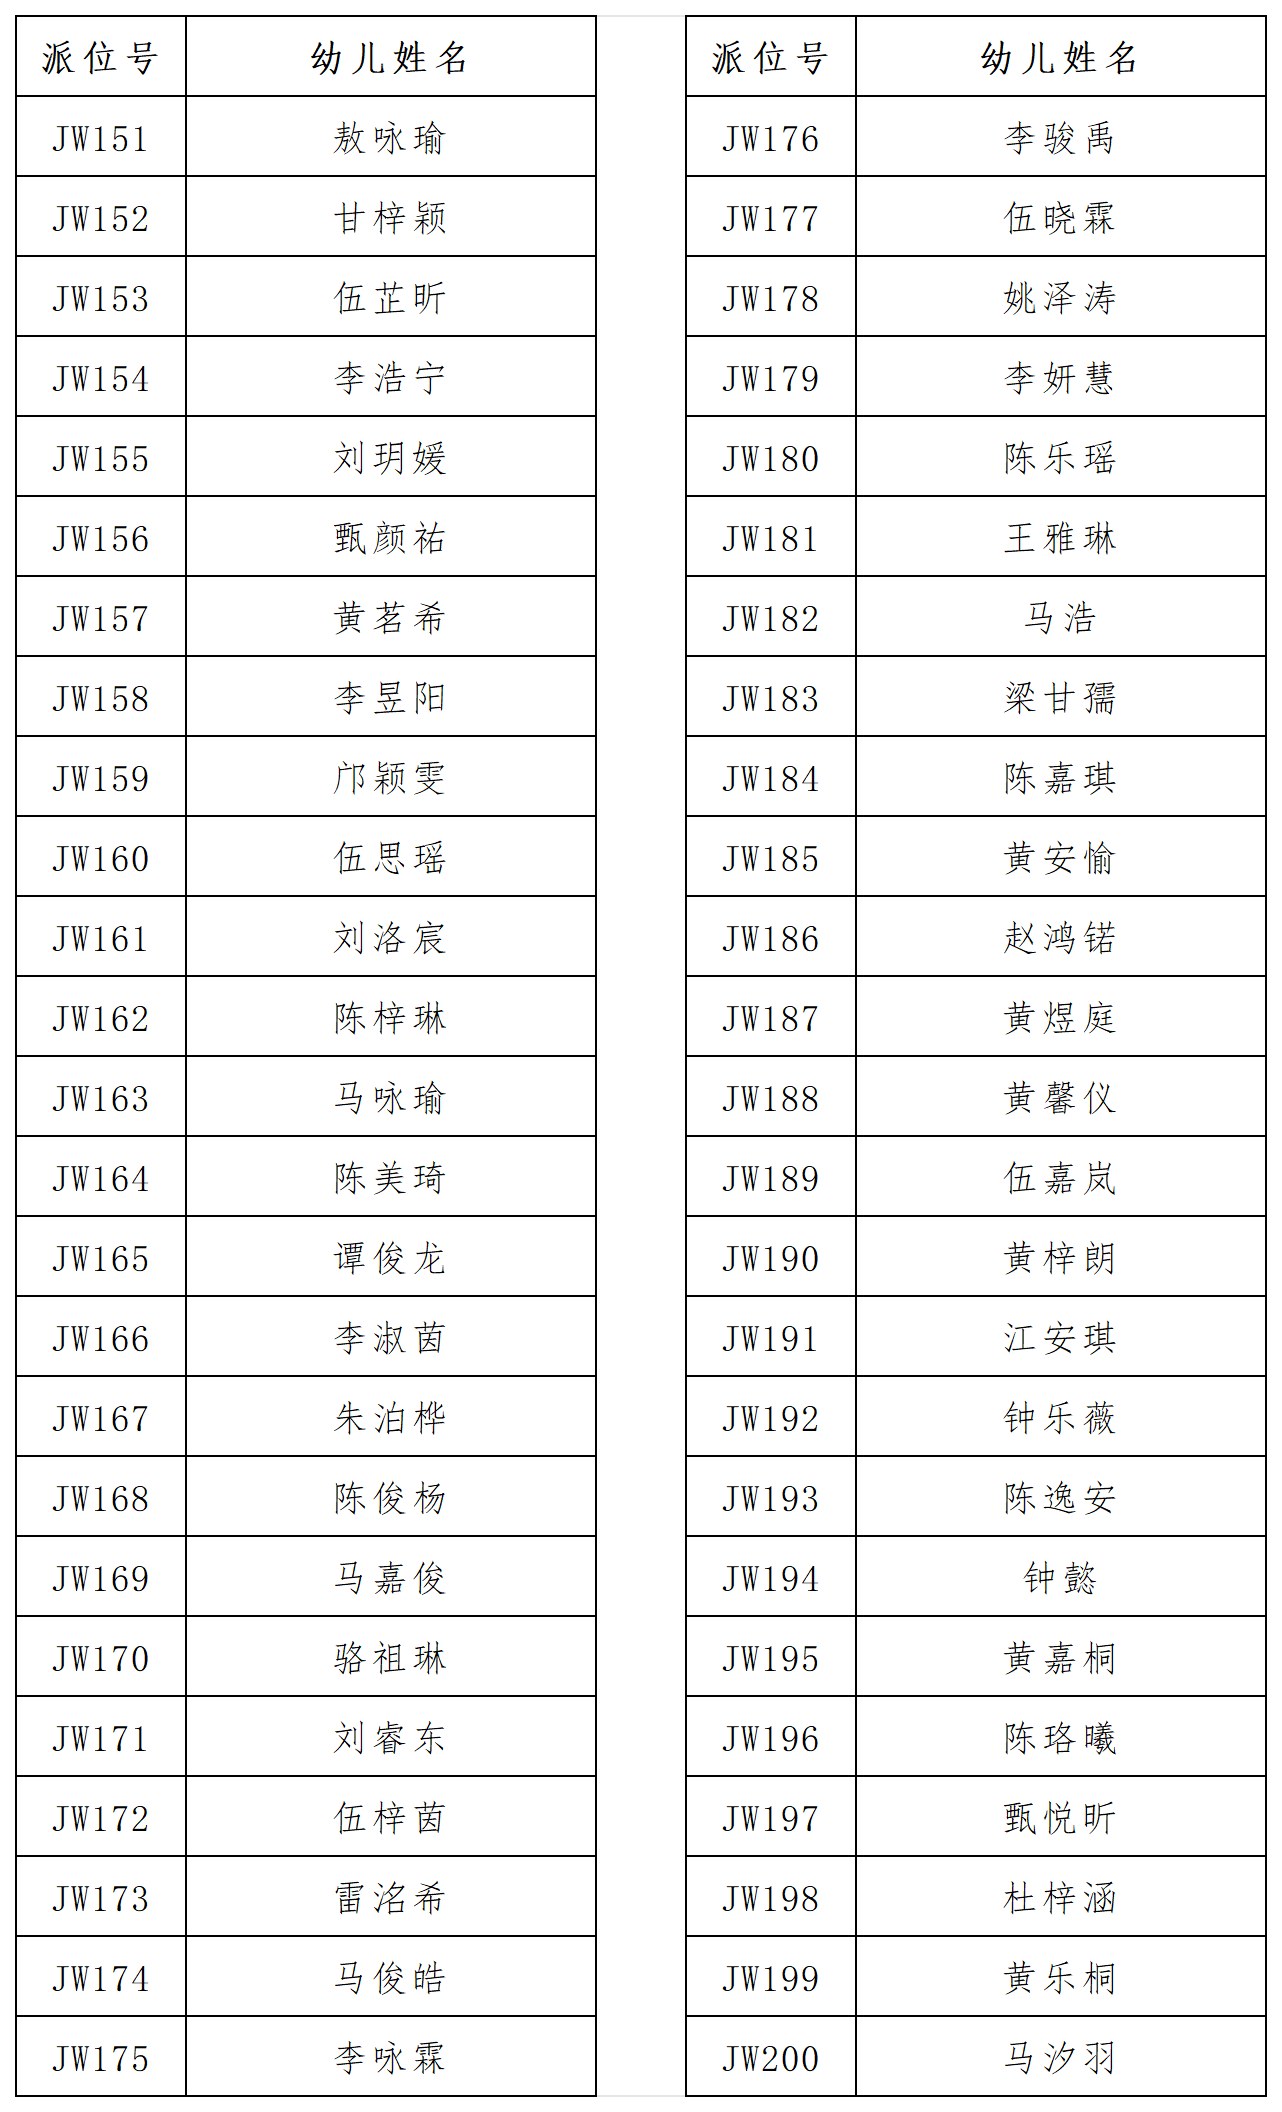 派位号 幼儿姓名
JW151 敖咏瑜
JW152 甘梓颖
JW153 伍芷昕
JW154 李浩宁
JW155 刘玥媛
JW156 甄颜祐
JW157 黄茗希
JW158 李昱阳
JW159 邝颖雯
JW160 伍思瑶
JW161 刘洛宸
JW162 陈梓琳
JW163 马咏瑜
JW164 陈美琦
JW165 谭俊龙
JW166 李淑茵
JW167 朱泊桦
JW168 陈俊杨
JW169 马嘉俊
JW170 骆祖琳
JW171 刘睿东
JW172 伍梓茵
JW173 雷洺希
JW174 马俊皓
JW175 李咏霖
派位号 幼儿姓名
JW176 李骏禹
JW177 伍晓霖
JW178 姚泽涛
JW179 李妍慧
JW180 陈乐瑶
JW181 王雅琳
JW182 马浩
JW183 梁甘孺
JW184 陈嘉琪
JW185 黄安愉
JW186 赵鸿锘
JW187 黄煜庭
JW188 黄馨仪
JW189 伍嘉岚
JW190 黄梓朗
JW191 江安琪
JW192 钟乐薇
JW193 陈逸安
JW194 钟懿
JW195 黄嘉桐
JW196 陈珞曦
JW197 甄悦昕
JW198 杜梓涵
JW199 黄乐桐
JW200 马汐羽